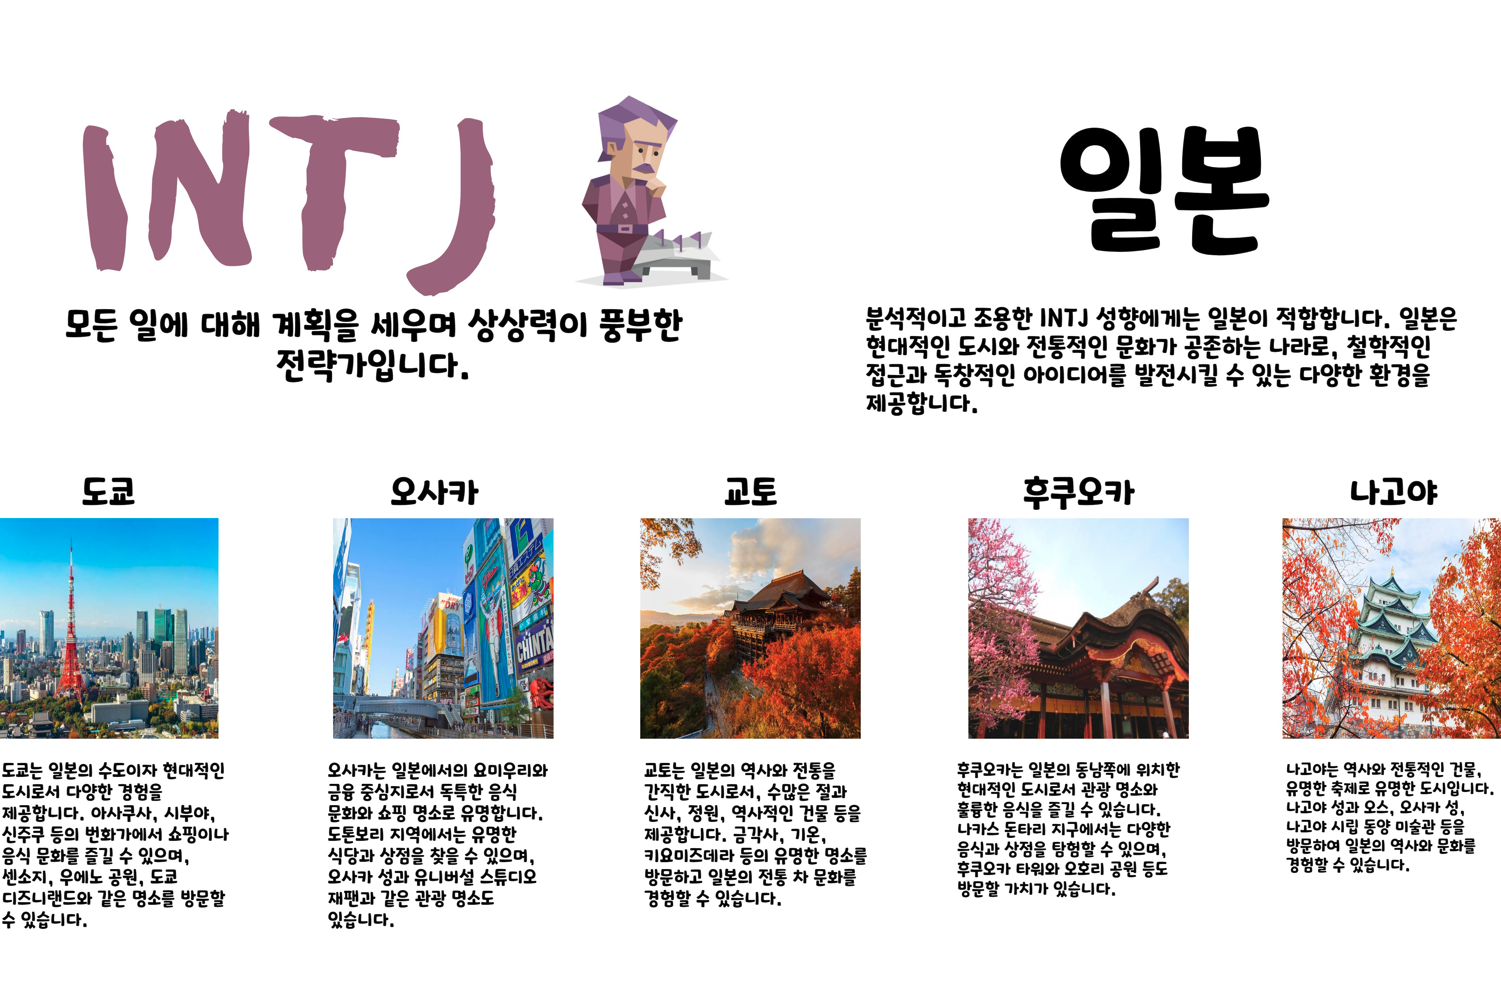 INTJ
모든 일에 대해 계획을 세우며 상상력이 풍부한
전략가입니다.
일본
분석적이고 조용한 INTJ 성향에게는 일본이 적합합니다. 일본은
현대적인 도시와 전통적인 문화가 공존하는 나라로, 철학적인
접근과 독창적인 아이디어를 발전시킬 수 있는 다양한 환경을
제공합니다.
도쿄
도쿄는 일본의 수도이자 현대적인
도시로서 다양한 경험을
제공합니다. 아사쿠사, 시부야,
신주쿠 등의 번화가에서 쇼핑이나
음식 문화를 즐길 수 있으며,
센소지, 우에노 공원, 도쿄
디즈니랜드와 같은 명소를 방문할
수 있습니다.
오사카
CHINTA
오사카는 일본에서의 요미우리와
금융 중심지로서 독특한 음식
문화와 쇼핑 명소로 유명합니다.
도톤보리 지역에서는 유명한
식당과 상점을 찾을 수 있으며,
오사카 성과 유니버설 스튜디오
재팬과 같은 관광 명소도
있습니다.
교토
교토는 일본의 역사와 전통을
간직한 도시로서, 수많은 절과
신사, 정원, 역사적인 건물 등을
제공합니다. 금각사, 기온,
키요미즈데라 등의 유명한 명소를
방문하고 일본의 전통 차 문화를
경험할 수 있습니다.
후쿠오카
후쿠오카는 일본의 동남쪽에 위치한
현대적인 도시로서 관광 명소와
훌륭한 음식을 즐길 수 있습니다.
나카스 돈타리 지구에서는 다양한
음식과 상점을 탐험할 수 있으며,
후쿠오카 타워와 오호리 공원 등도
방문할 가치가 있습니다.
나고야
나고야는 역사와 전통적인 건물,
유명한 축제로 유명한 도시입니다.
나고야 성과 오스, 오사카 성,
나고야 시립 동양 미술관 등을
방문하여 일본의 역사와 문화를
경험할 수 있습니다.